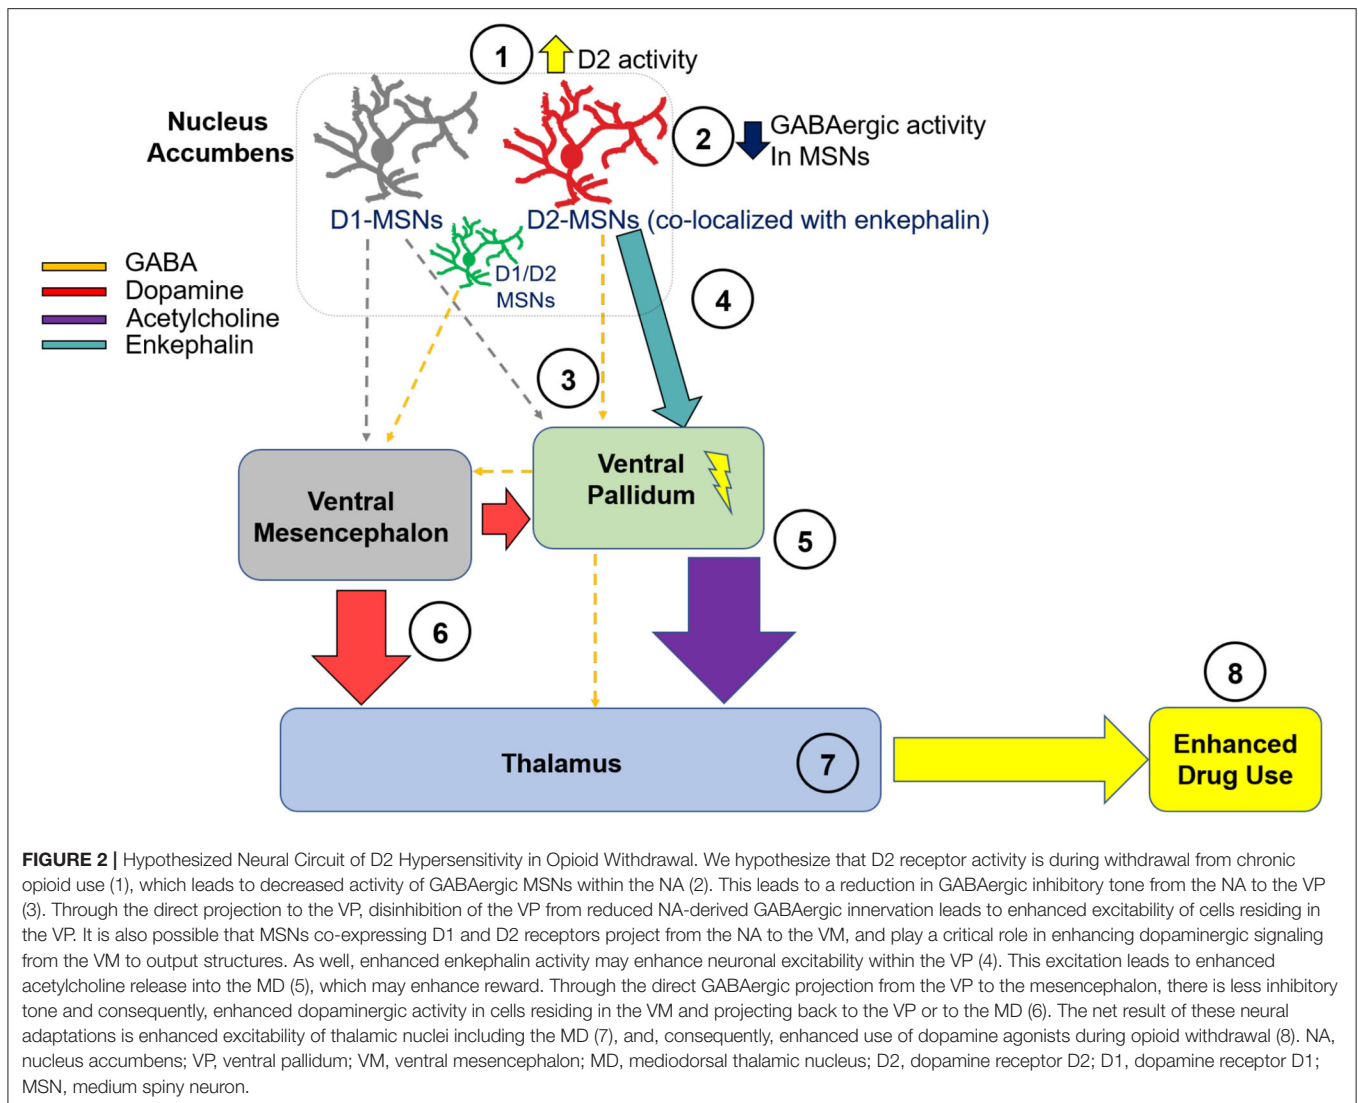 1
D2 activity
Nucleus
Accumbens
2
GABAergic activity
In MSNs
D1-MSNs
D2-MSNs (co-localized with enkephalin)
D1/D2
MSNs
GABA
Dopamine
Acetylcholine
Enkephalin
4
3
Ventral
Pallidum
Ventral
Mesencephalon
5
6
8
Thalamus
7
Enhanced
Drug Use
FIGURE 2 | Hypothesized Neural Circuit of D2 Hypersensitivity in Opioid Withdrawal. We hypothesize that D2 receptor activity is during withdrawal from chronic
opioid use (1), which leads to decreased activity of GABAergic MSNs within the NA (2). This leads to a reduction in GABAergic inhibitory tone from the NA to the VP
(3). Through the direct projection to the VP, disinhibition of the VP from reduced NA-derived GABAergic innervation leads to enhanced excitability of cells residing in
the VP. It is also possible that MSNs co-expressing D1 and D2 receptors project from the NA to the VM, and play a critical role in enhancing dopaminergic signaling
from the VM to output structures. As well, enhanced enkephalin activity may enhance neuronal excitability within the VP (4). This excitation leads to enhanced
acetylcholine release into the MD (5), which may enhance reward. Through the direct GABAergic projection from the VP to the mesencephalon, there is less inhibitory
tone and consequently, enhanced dopaminergic activity in cells residing in the VM and projecting back to the VP or to the MD (6). The net result of these neural
adaptations is enhanced excitability of thalamic nuclei including the MD (7), and, consequently, enhanced use of dopamine agonists during opioid withdrawal (8). NA,
nucleus accumbens; VP, ventral pallidum; VM, ventral mesencephalon; MD, mediodorsal thalamic nucleus; D2, dopamine receptor D2; D1, dopamine receptor D1;
MSN, medium spiny neuron.